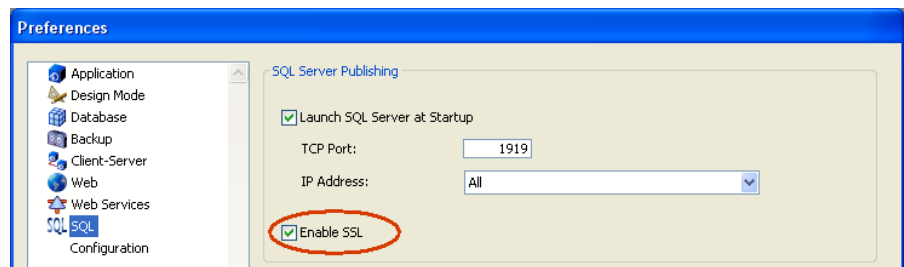 Preferences
Application
Design Mode
Database
Backup
Client-Server
Web
Web Services
SQL SQL
Configuration
SQL Server Publishing
Launch SQL Server at Startup
TCP Port: 1919
IP Address: All
Enable SSL